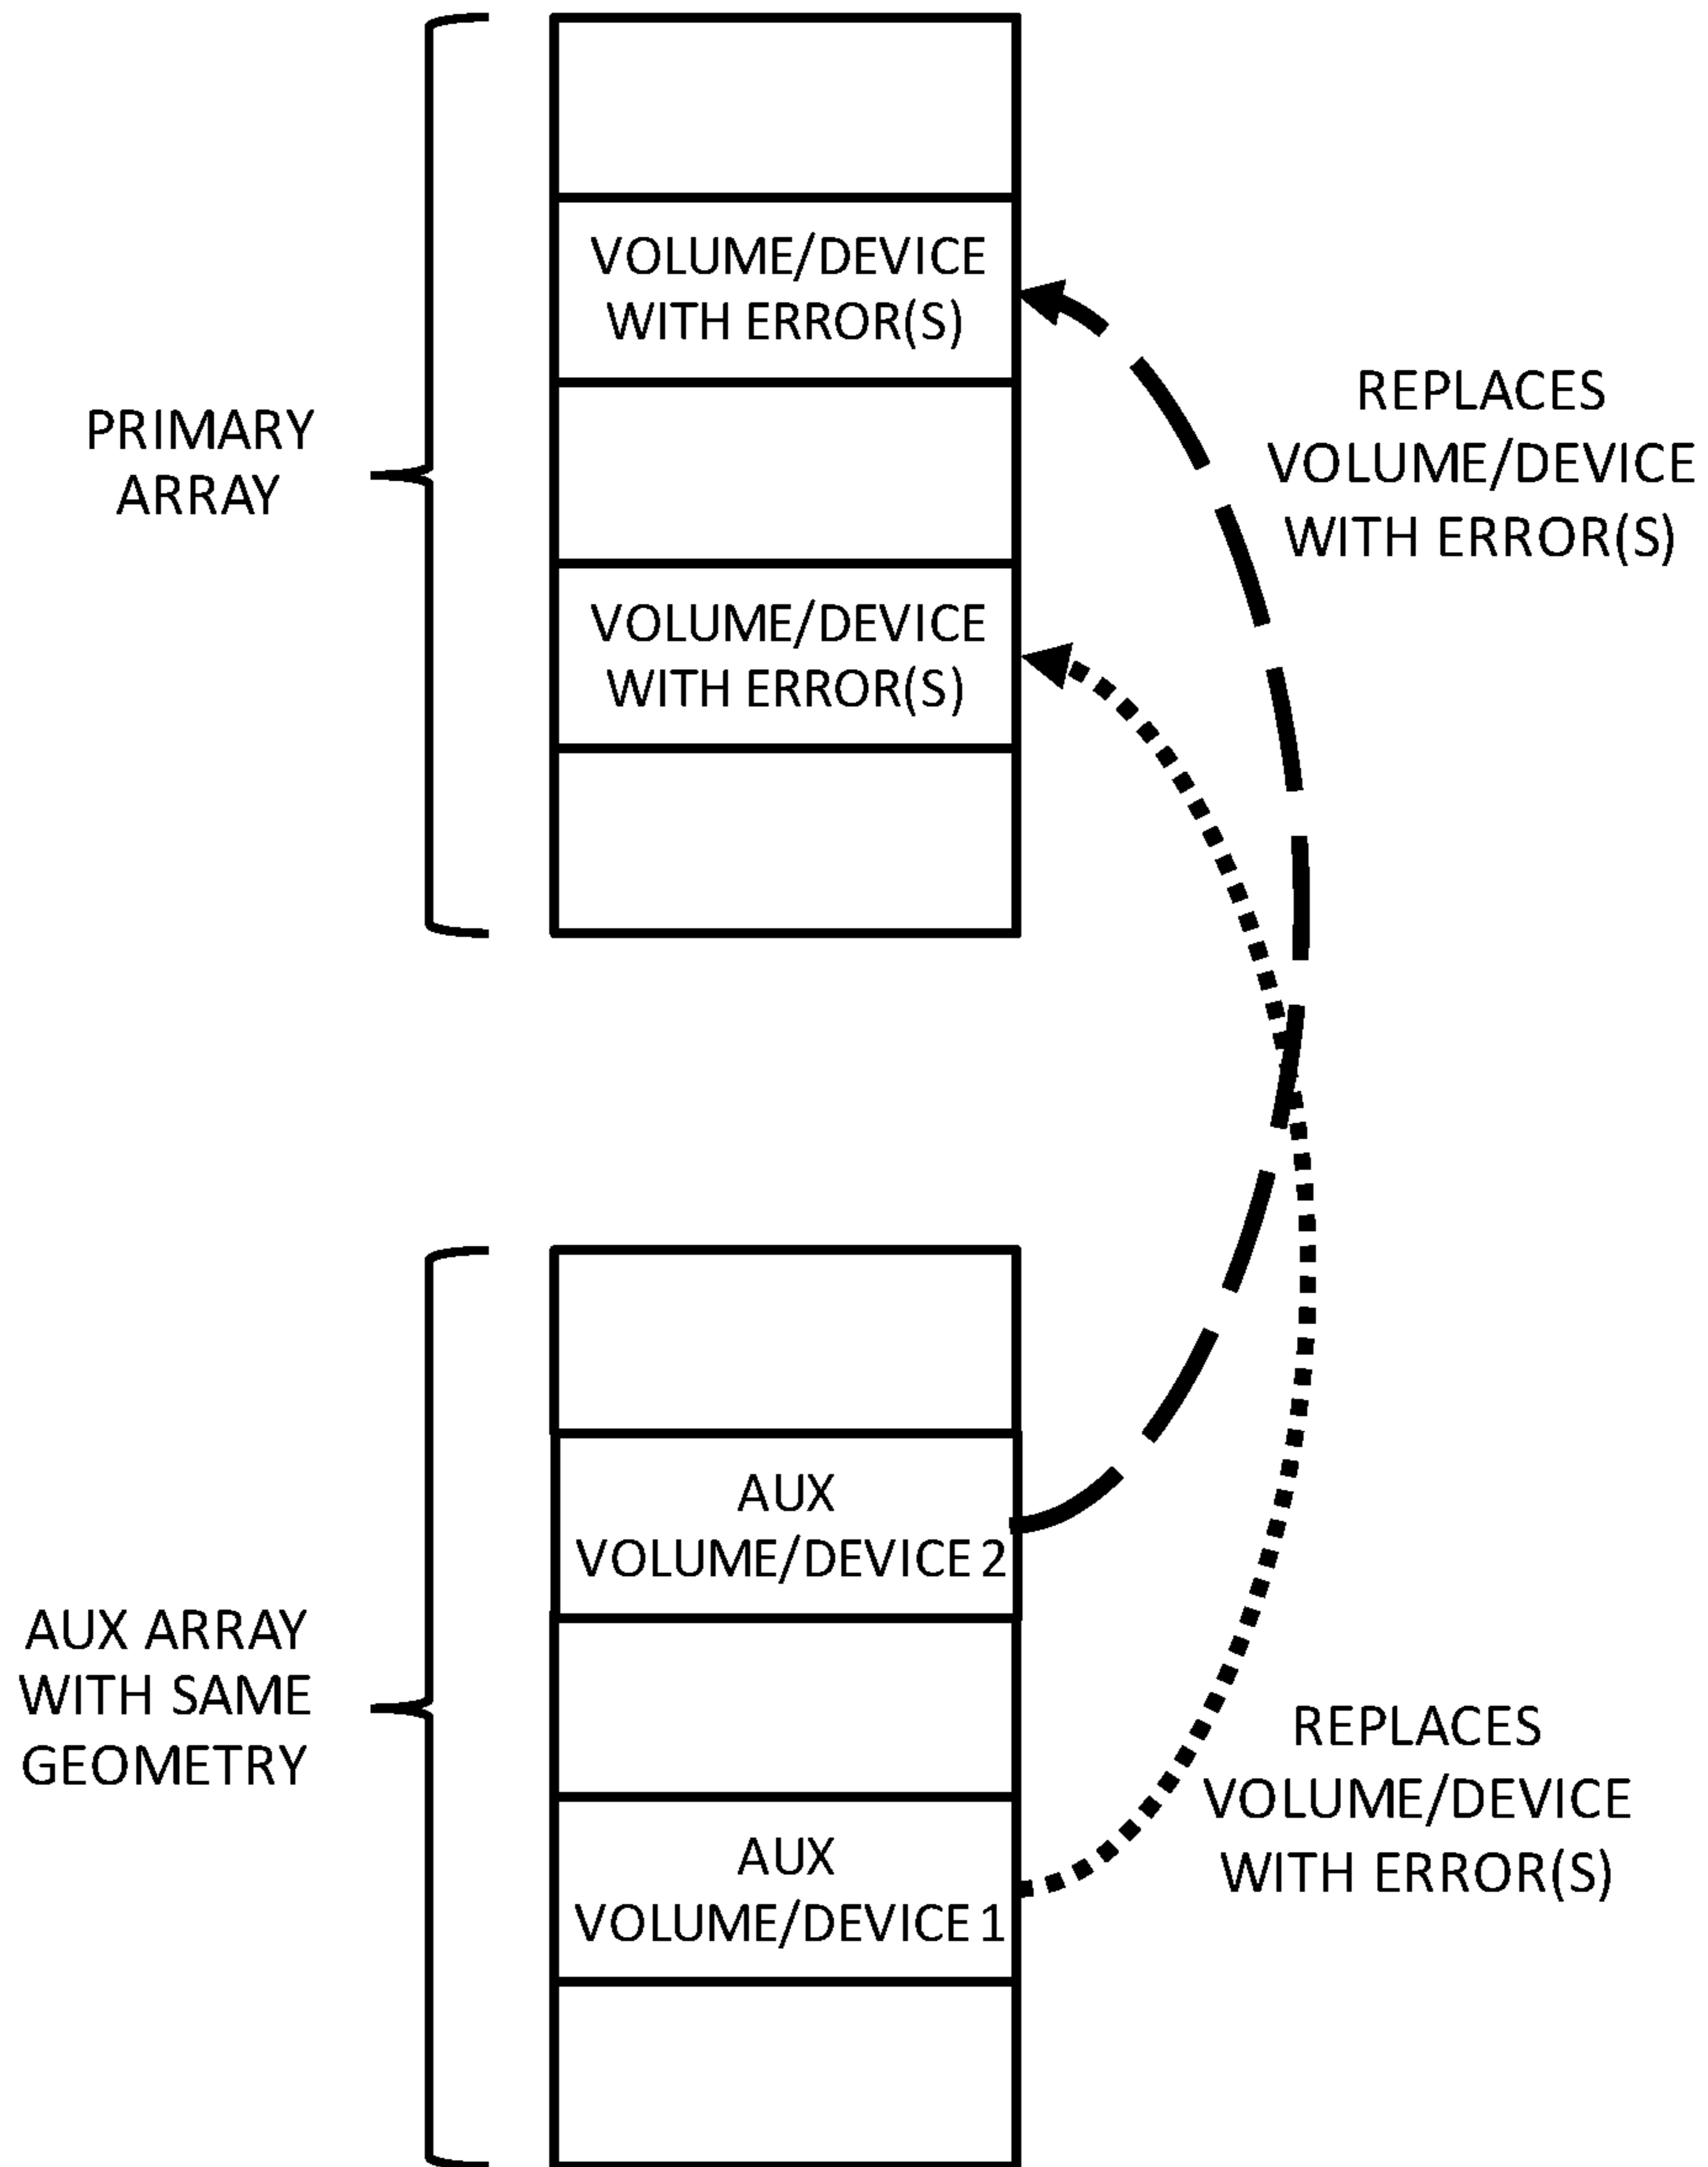 VOLUME/DEVICE
WITH ERROR(S)
PRIMARY
ARRAY
REPLACES
VOLUME/DEVICE
WITH ERROR(S)
VOLUME/DEVICE
WITH ERROR(S)
AUX
VOLUME/DEVICE 2
AUX ARRAY
WITH SAME
GEOMETRY
REPLACES
VOLUME/DEVICE
WITH ERROR(S)
AUX
VOLUME/DEVICE 1